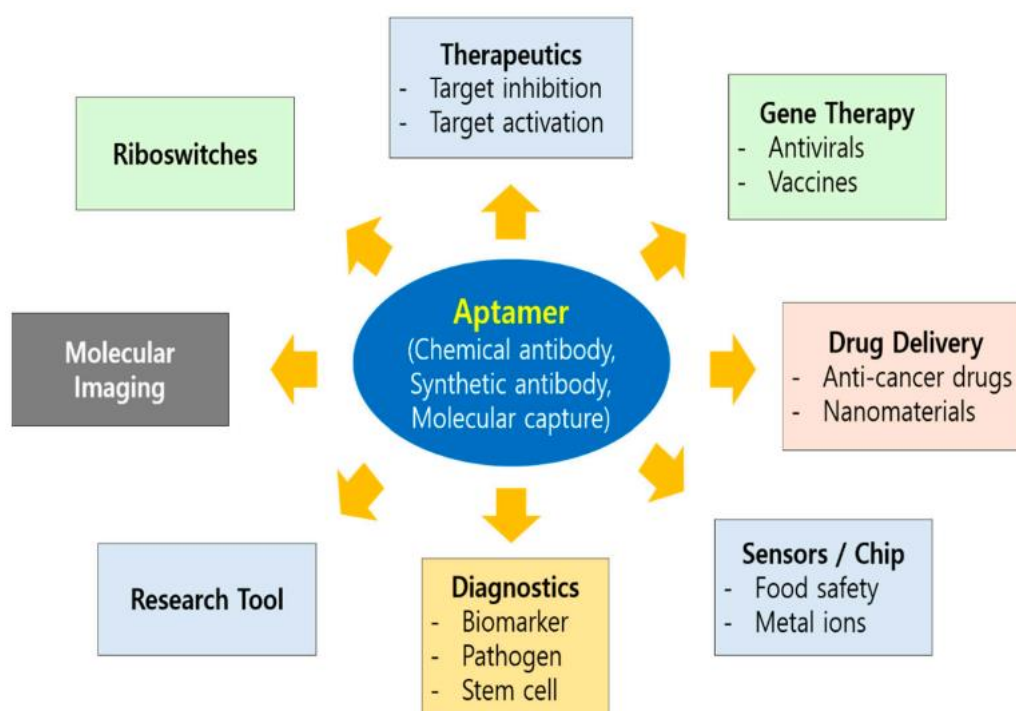 Therapeutics
- Target inhibition
- Target activation
Gene Therapy
- Antivirals
- Vaccines
Riboswitches
Aptamer
(Chemical antibody,
Synthetic antibody,
Molecular capture)
Molecular
Imaging
Drug Delivery
- Anti-cancer drugs
- Nanomaterials
Research Tool
Diagnostics
- Biomarker
- Pathogen
- Stem cell
Sensors / Chip
- Food safety
- Metal ions